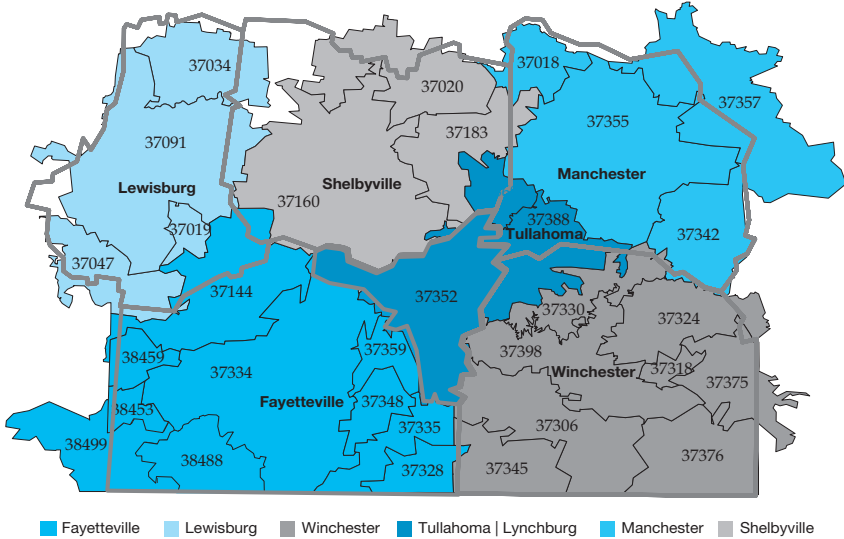 37034
37018
37020
37357
37355
37183
37091
Manchester
Shelbyville
Lewisburg
37160
37388
37019
Tullahoma
37342
37047
37144
37352
37330
37324
38459
37359
37398
37334
37318
Winchester
37375
38453
Fayetteville
37348
37335
37306
38499
38488
37328
37345
37376
Fayetteville
Lewisburg
Winchester
Tullahoma | Lynchburg
Manchester
Shelbyville